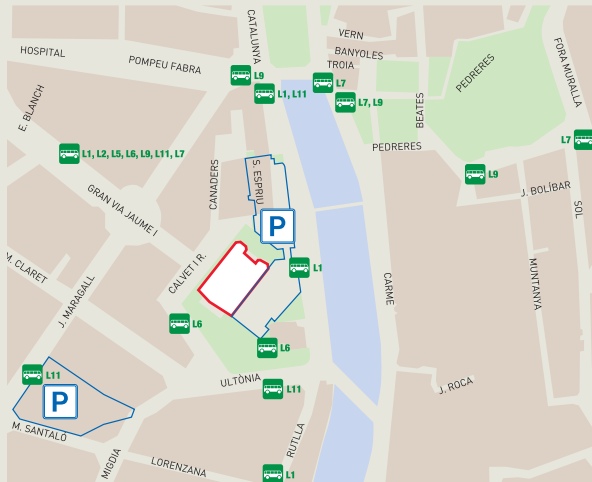 CATALUNYA
VERN
HOSPITAL
BANYOLES
TROIA
POMPEU FABRA
PEDRERES
FORA MURALLA
L9
L7
L1, L11
L7, L9
E. BLANCH
BEATES
L7
PEDRERES
L1, L2, L5, L6, L9, L11, L7
L9
CANADERS
S. ESPRIU
J. BOLÍBAR
SOL
GRAN VIA JAUME I
P
M. CLARET
CALVET I R.
L1
CARME
MUNTANYA
J. MARAGALL
L6
L6
L11
ULTÒNIA
L11
J. ROCA
P
M. SANTALÓ
RUTLLA
MIGDIA
LORENZANA
L1